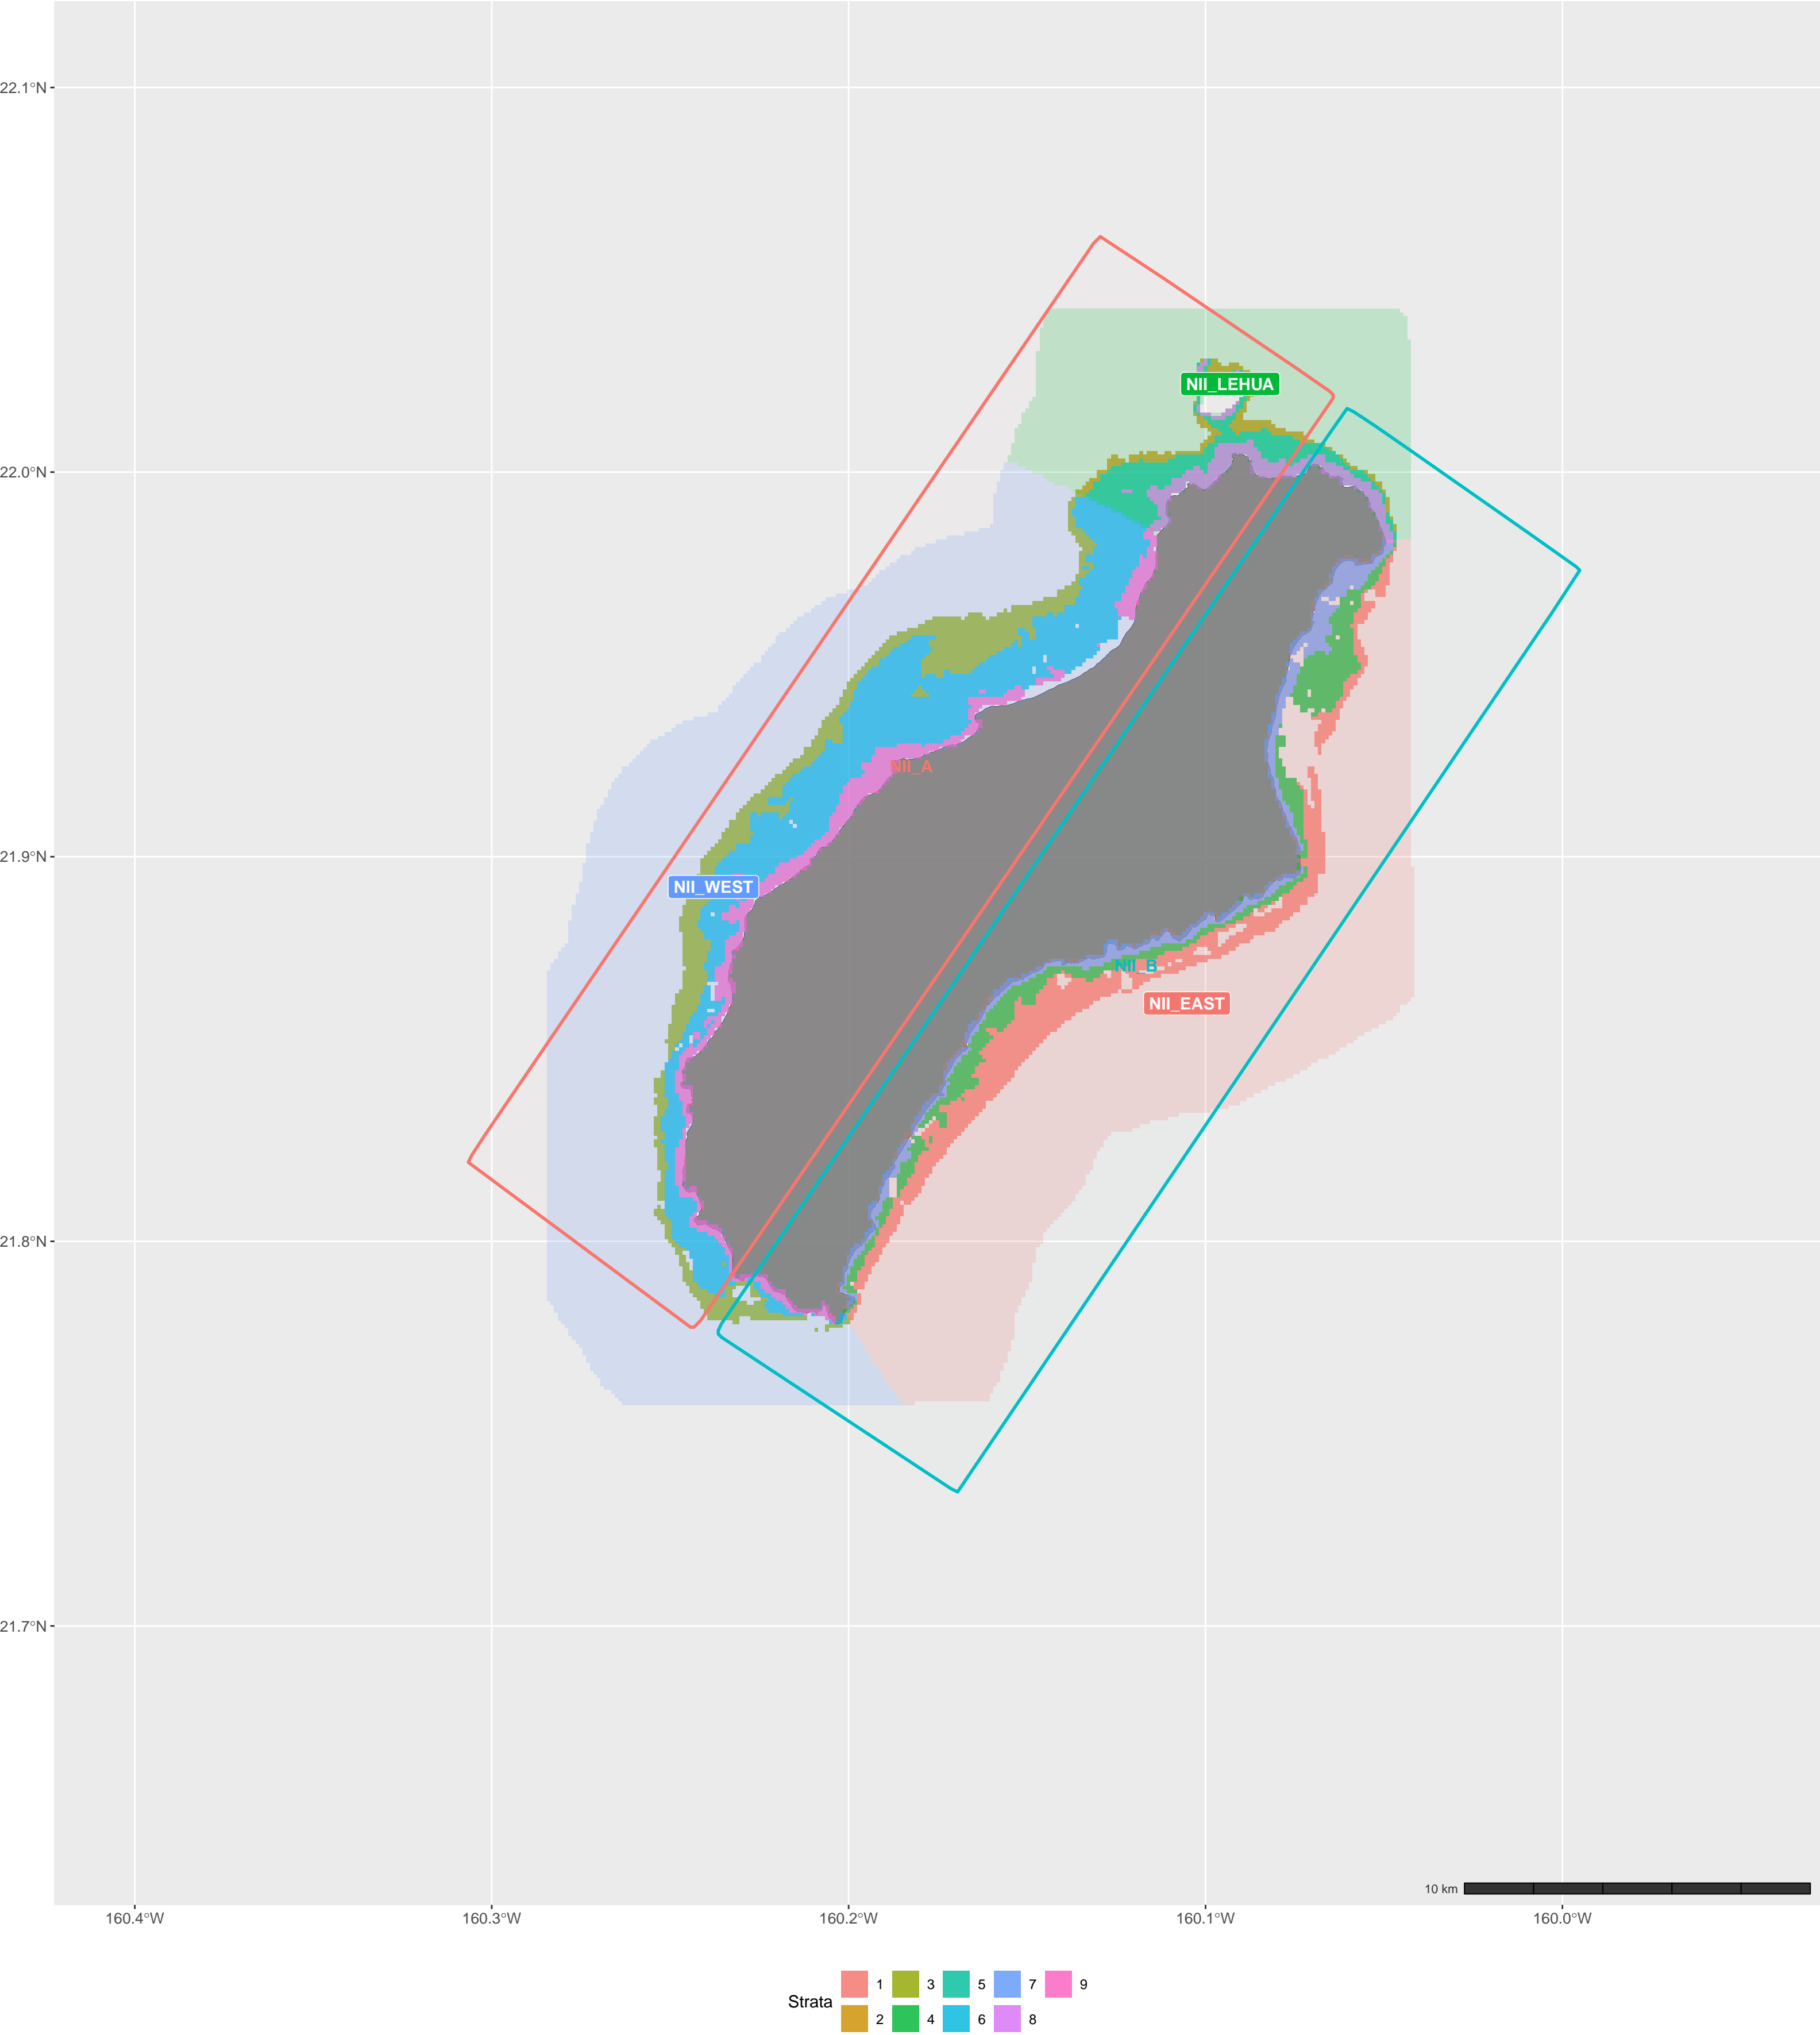 22.1°N
22.0°N
21.9°N
21.8°N
21.7°N
NII_LEHUA
NII_A
NII_WEST
NII_B
NII_EAST
10 km
160.4°W 160.3°W 160.2°W 160.1°W 160.0°W
Strata
1 3 5 7 9
2 4 6 8